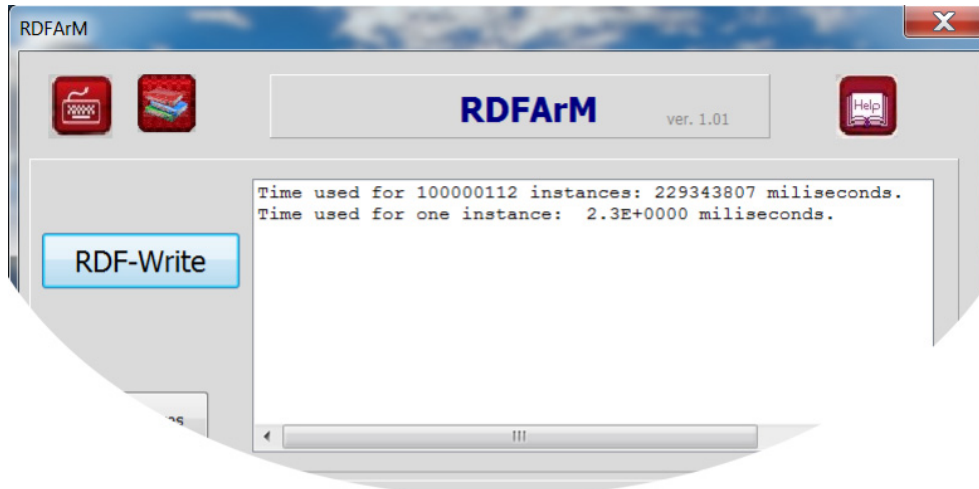 RDFArM
Help
RDFArM ver. 1.01
Time used for 100000112 instances: 229343807 miliseconds.
Time used for one instance:  2.3E+0000 miliseconds.
RDF-Write